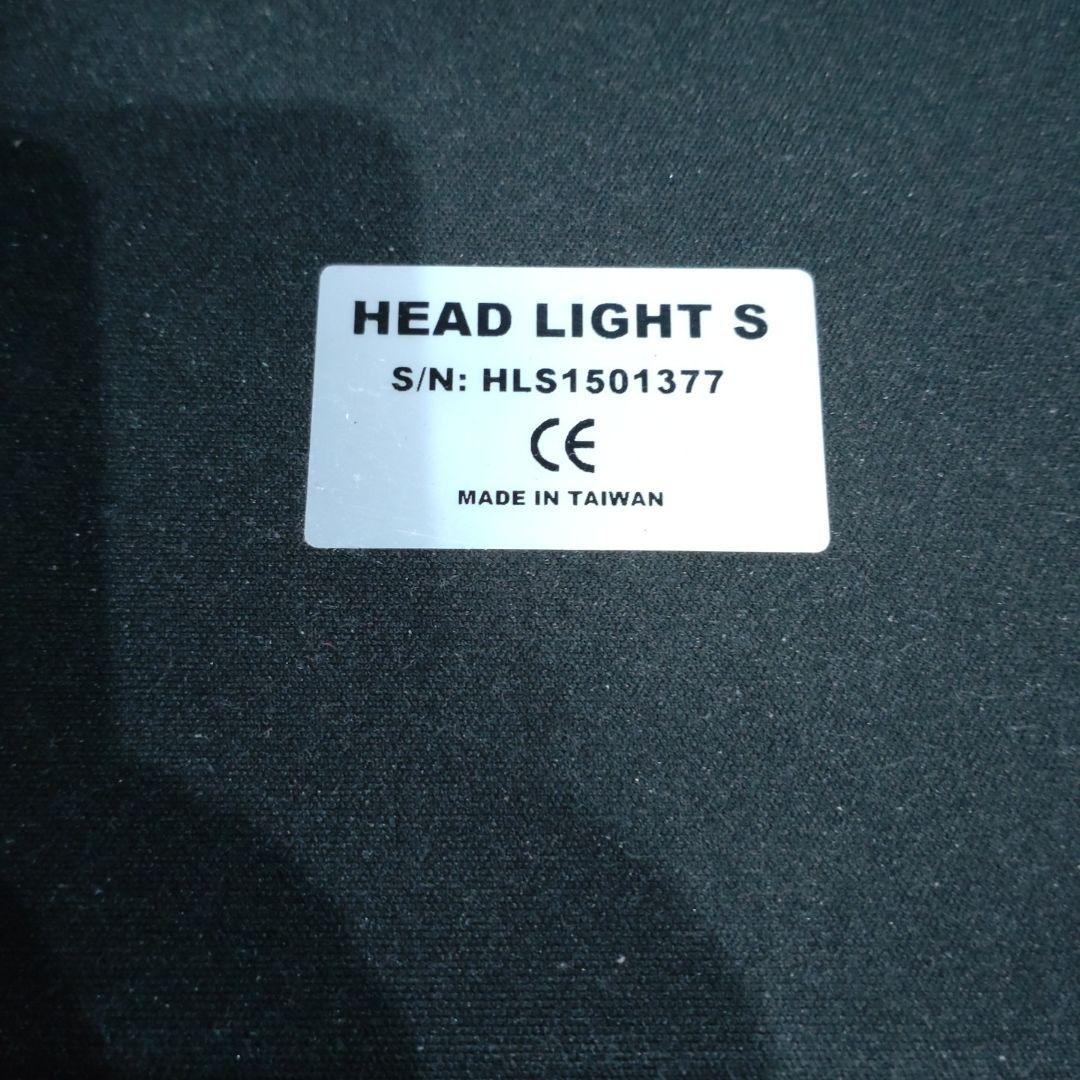 HEAD LIGHT S
S/N: HLS1501377
CE
MADE IN TAIWAN